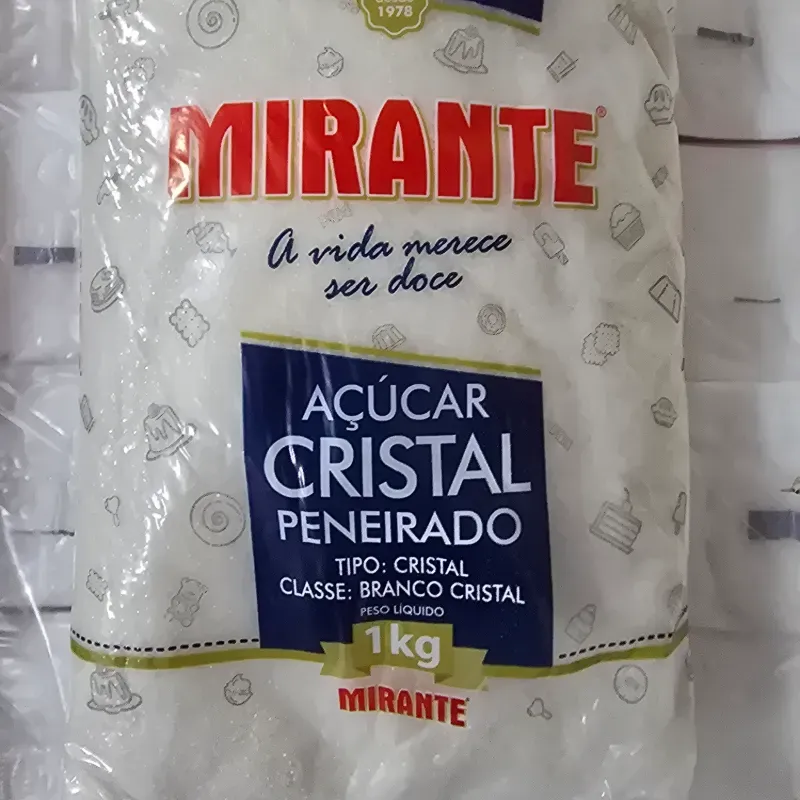 1978
MIRANTE®
A vida merece
ser doce
AÇÚCAR
CRISTAL
PENEIRADO
TIPO: CRISTAL
CLASSE: BRANCO CRISTAL
PESO LÍQUIDO
1kg
MIRANTE